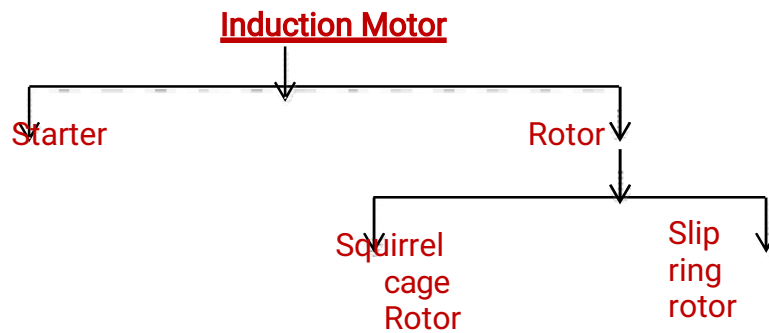 Induction Motor
Starter
Rotor
Squirrel
cage
Rotor
Slip
ring
rotor